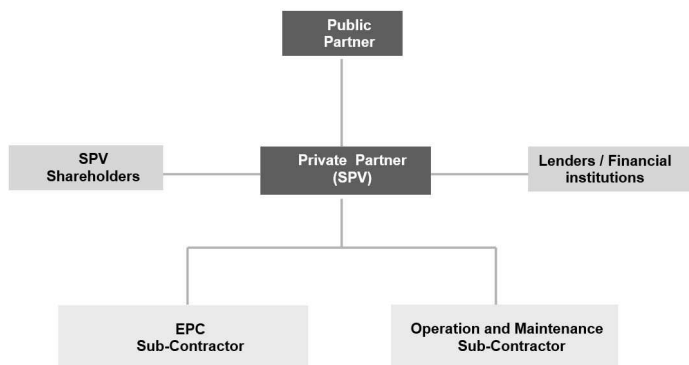 Public
Partner
SPV
Shareholders
Private Partner
(SPV)
Lenders / Financial
institutions
EPC
Sub-Contractor
Operation and Maintenance
Sub-Contractor